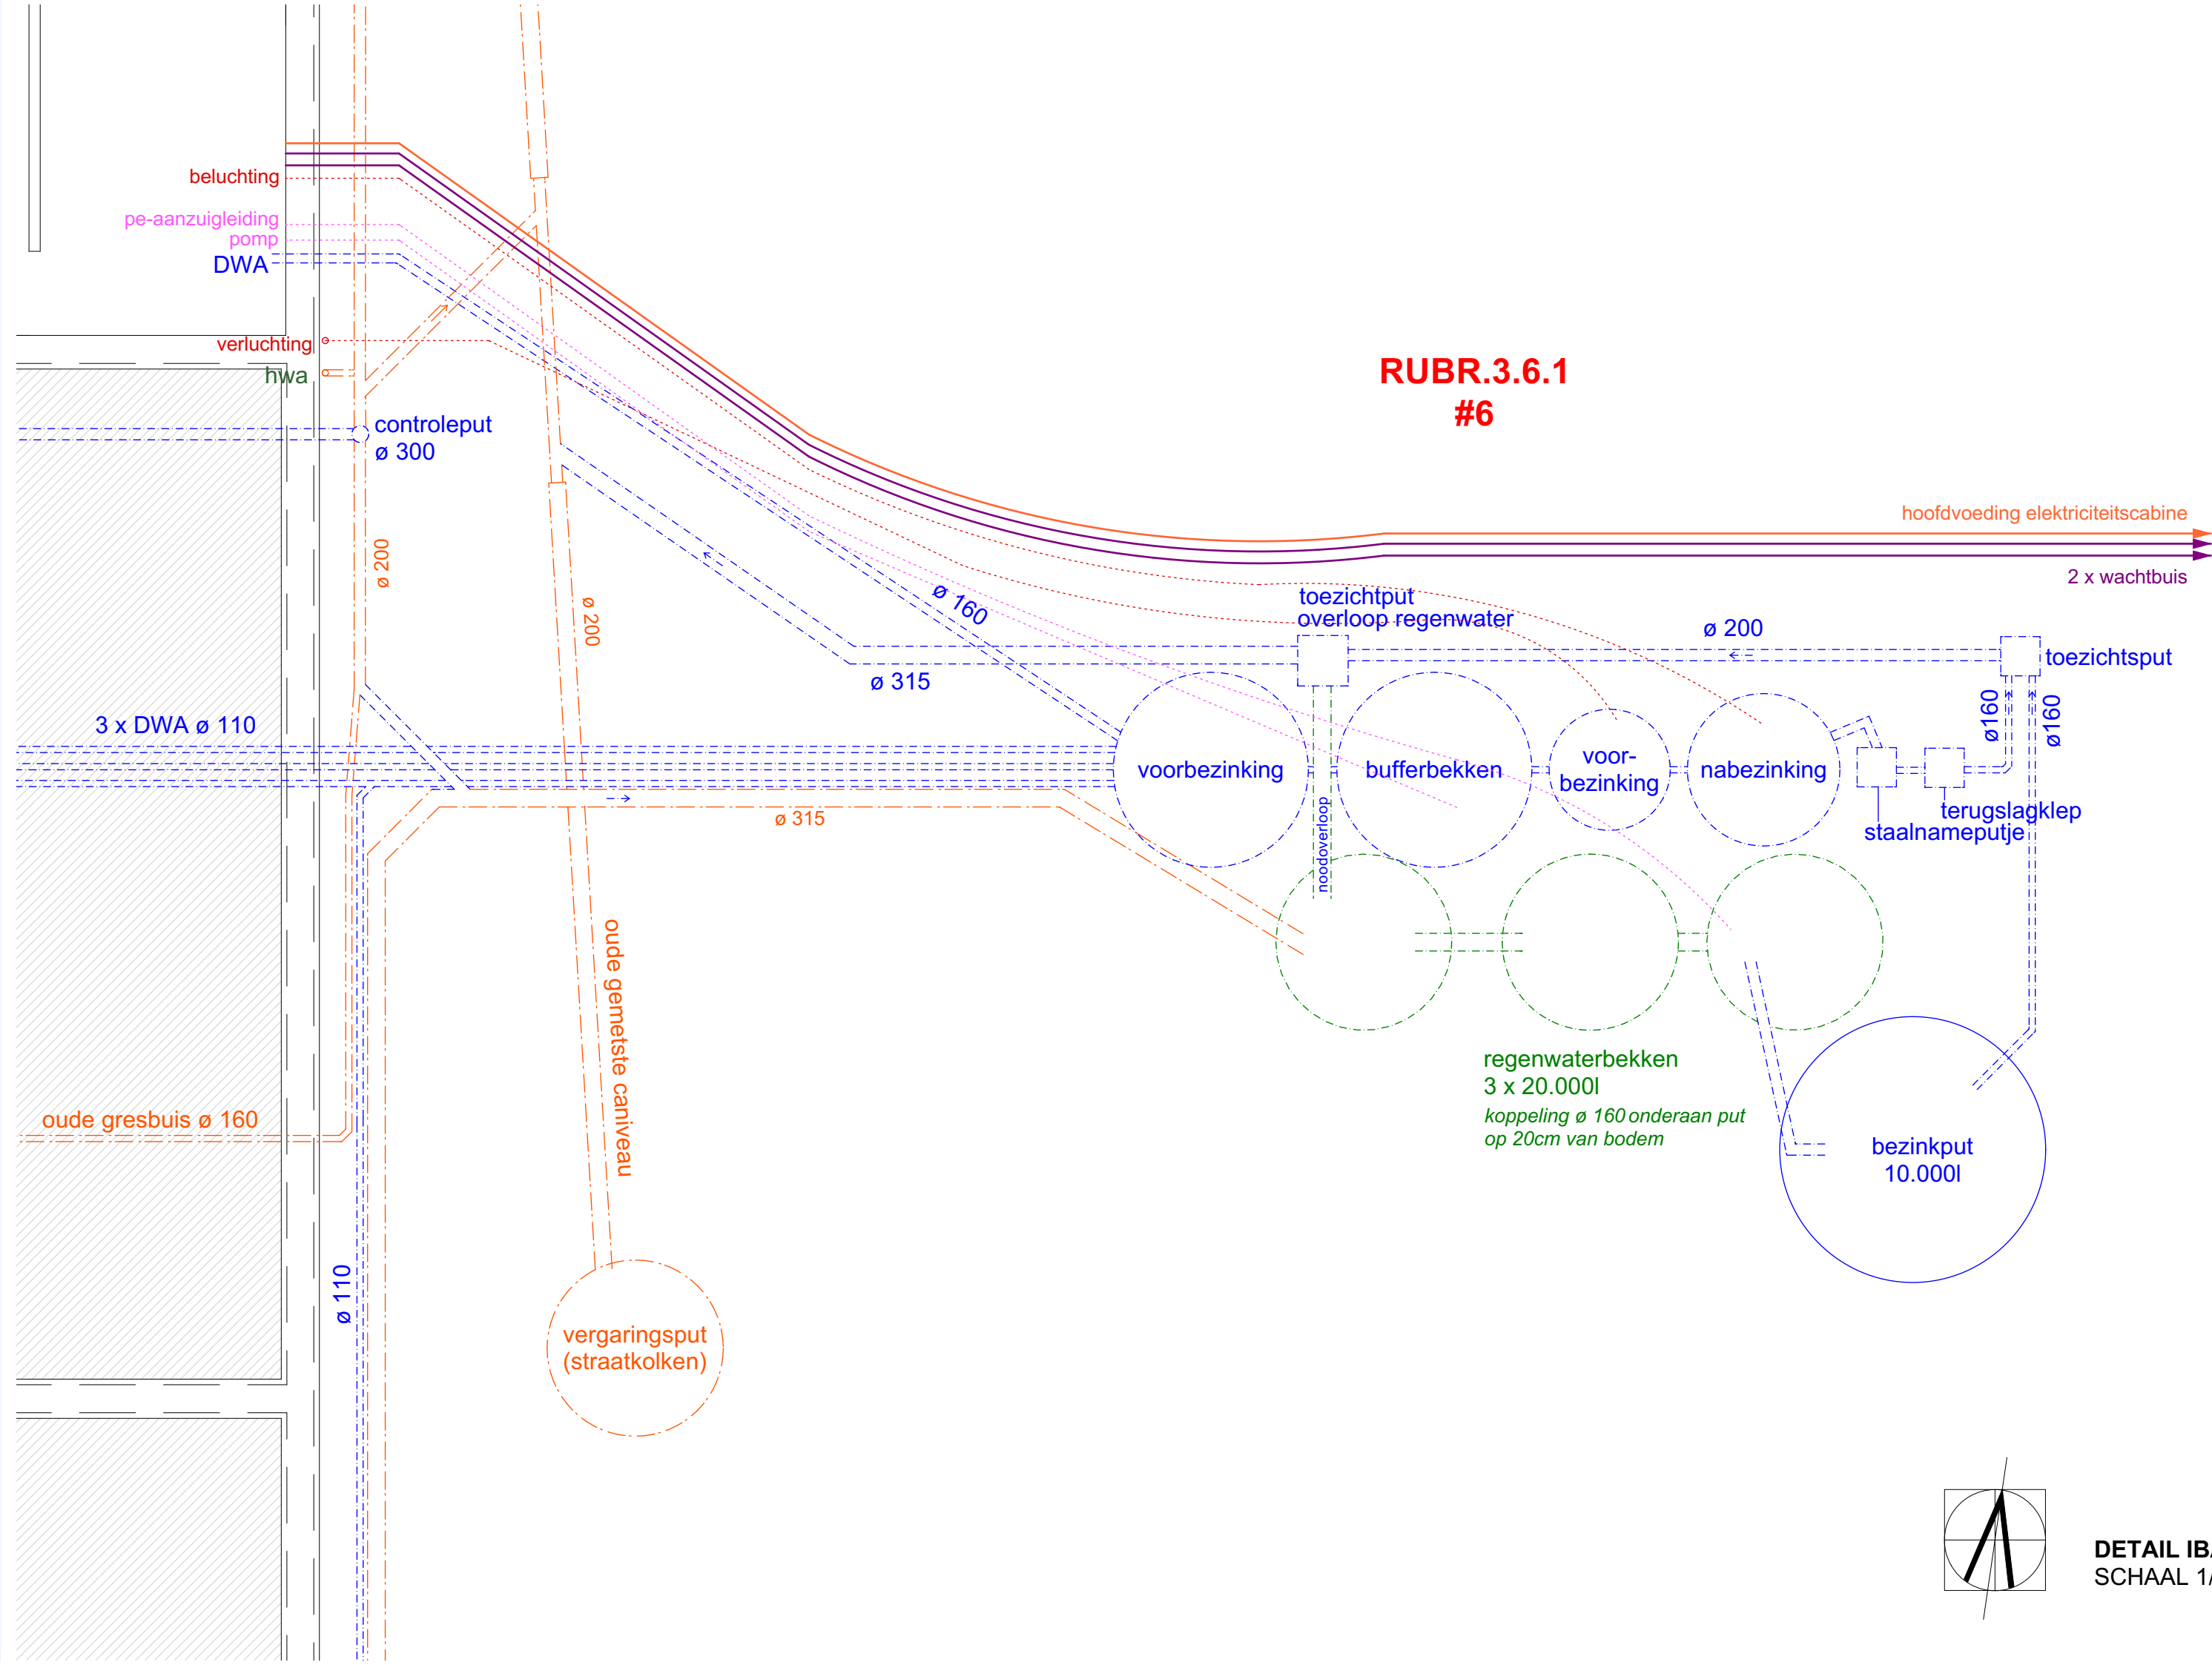 beluchting
pe-aanzuigleiding
pomp
DWA
verluchting
hwa
controleput
ø 300
RUBR.3.6.1
#6
hoofdvoeding elektriciteitscabine
2 x wachtbuis
ø 200
ø 200
ø 160
toezichtput
overloop regenwater
ø 200
toezichtsput
ø 315
ø160
ø160
3 x DWA ø 110
voorbezinking
bufferbekken
voor-
bezinking
nabezinking
terugslagklep
staalnameputje
ø 315
noodoverloop
oude gemetste caniveau
regenwaterbekken
3 x 20.000l
koppeling ø 160 onderaan put
op 20cm van bodem
oude gresbuis ø 160
bezinkput
10.000l
ø 110
vergaringsput
(straatkolken)
DETAIL IB
SCHAAL 1/